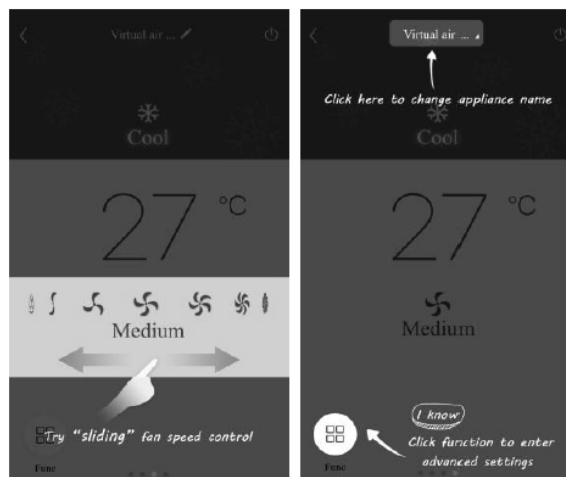 Virtual air ...
Cool
27 °C
Medium
Try "sliding" fan speed control
Func
Virtual air ...
Click here to change appliance name
Cool
27 °C
Medium
I know
Click function to enter
advanced settings
Func